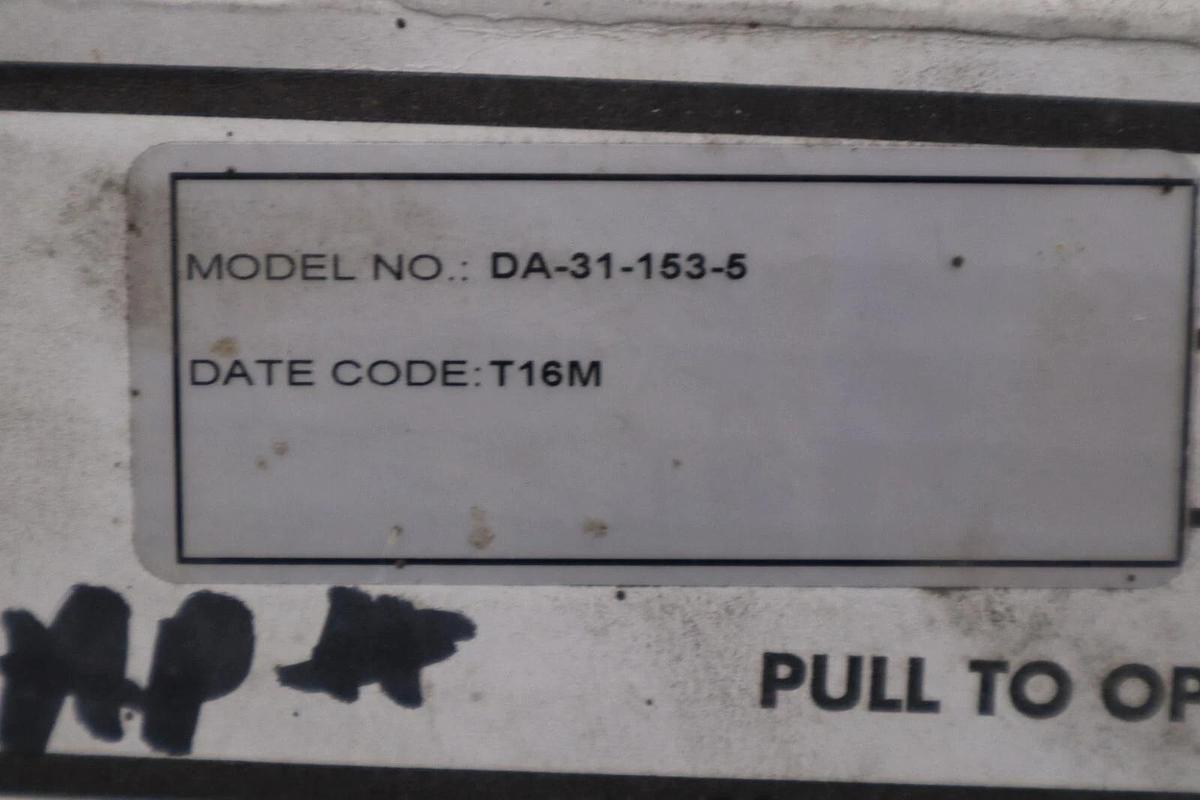 MODEL NO.: DA-31-153-5
DATE CODE: T16M
PULL TO OP